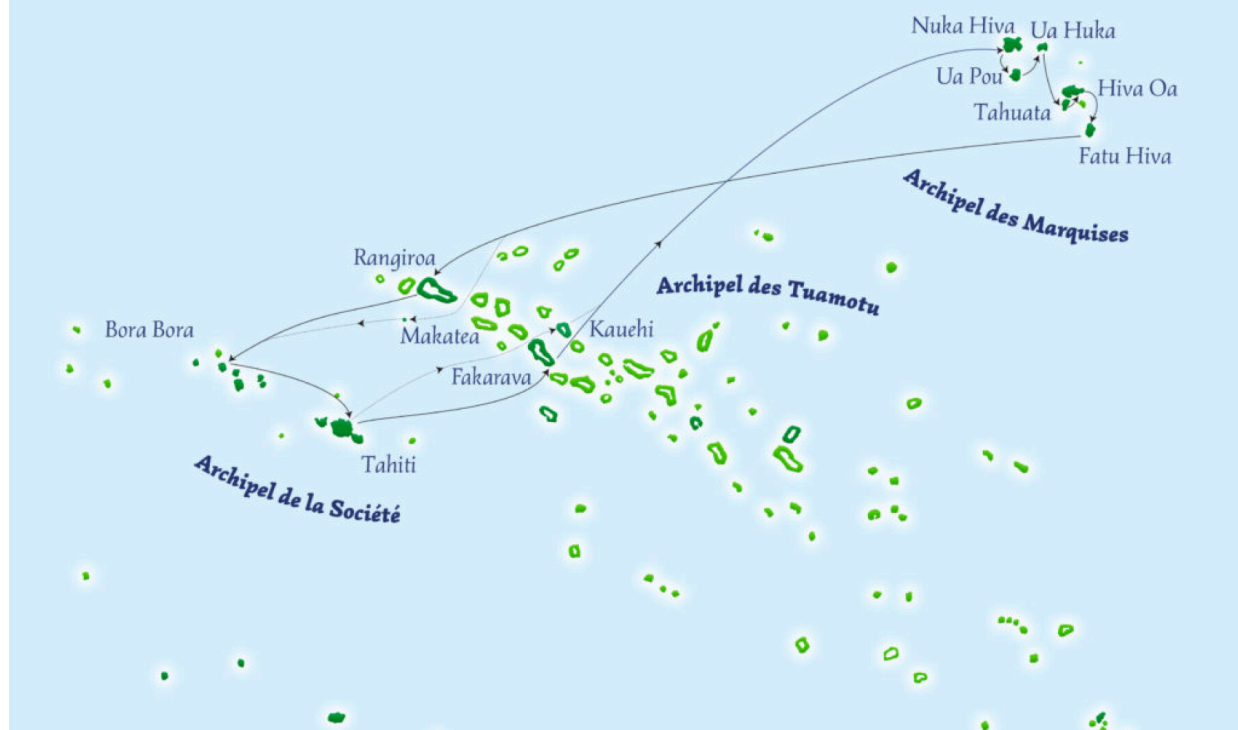 Nuka Hiva
Ua Huka
Ua Pou
Hiva Oa
Tahuata
Fatu Hiva
Archipel des Marquises
Rangiroa
Archipel des Tuamotu
Bora Bora
Makatea
Kauehi
Fakarava
Tahiti
Archipel de la Société